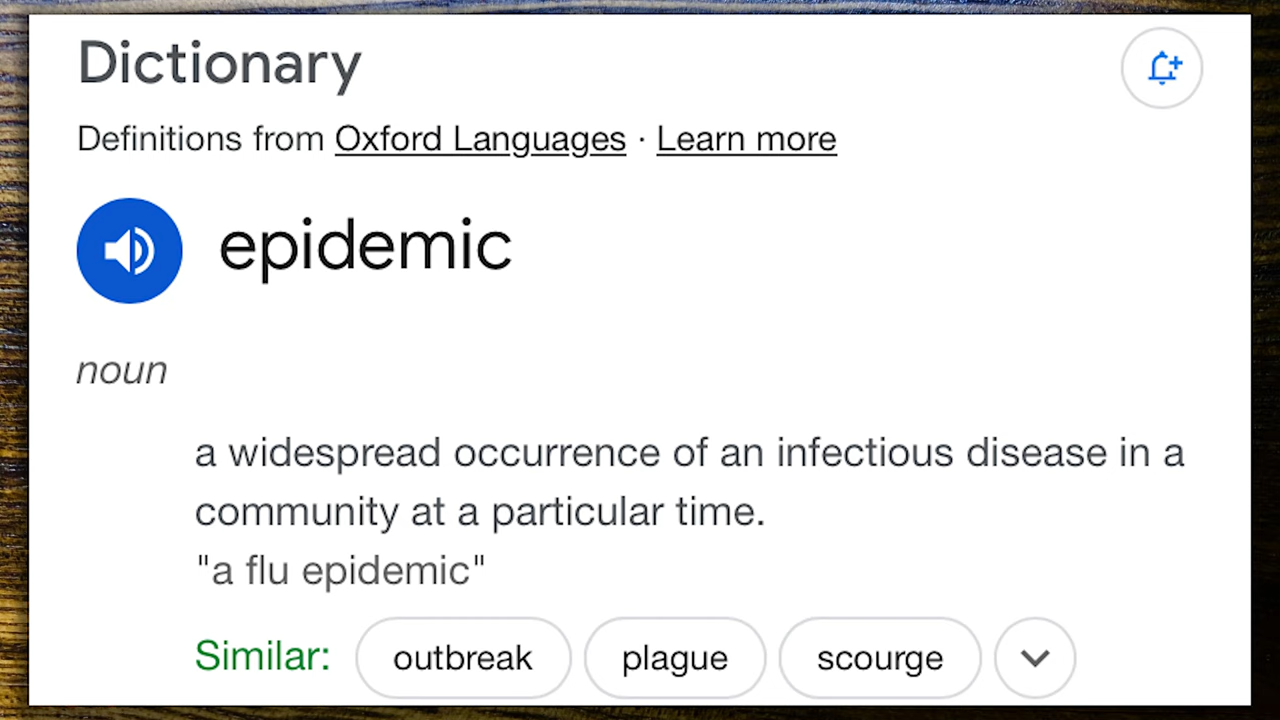 Dictionary
Definitions from Oxford Languages · Learn more
epidemic
noun
a widespread occurrence of an infectious disease in a
community at a particular time.
"a flu epidemic"
Similar: outbreak plague scourge